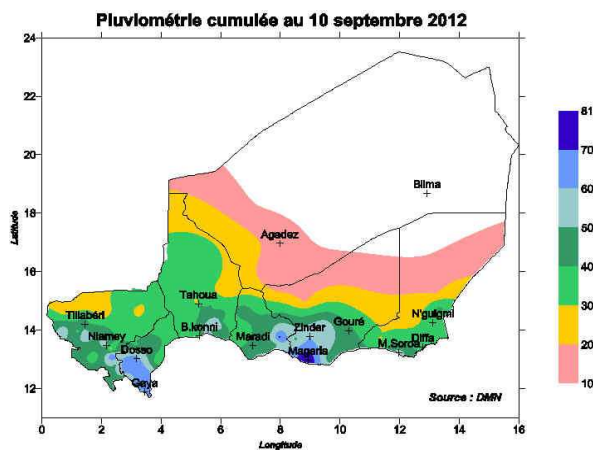 Pluviométrie cumulée au 10 septembre 2012
24
22
20
18
16
14
12
Latitude
0 2 4 6 8 10 12 14 16
Longitude
Bilma
Agadez
Tahoua
Tillabéri
Niamey
Dosso
Gaya
B.konni
Maradi
Zinder
Magaria
Gouré
N'guigmi
Diffa
M.Soroa
Source : DMN
81
70
60
50
40
30
20
10